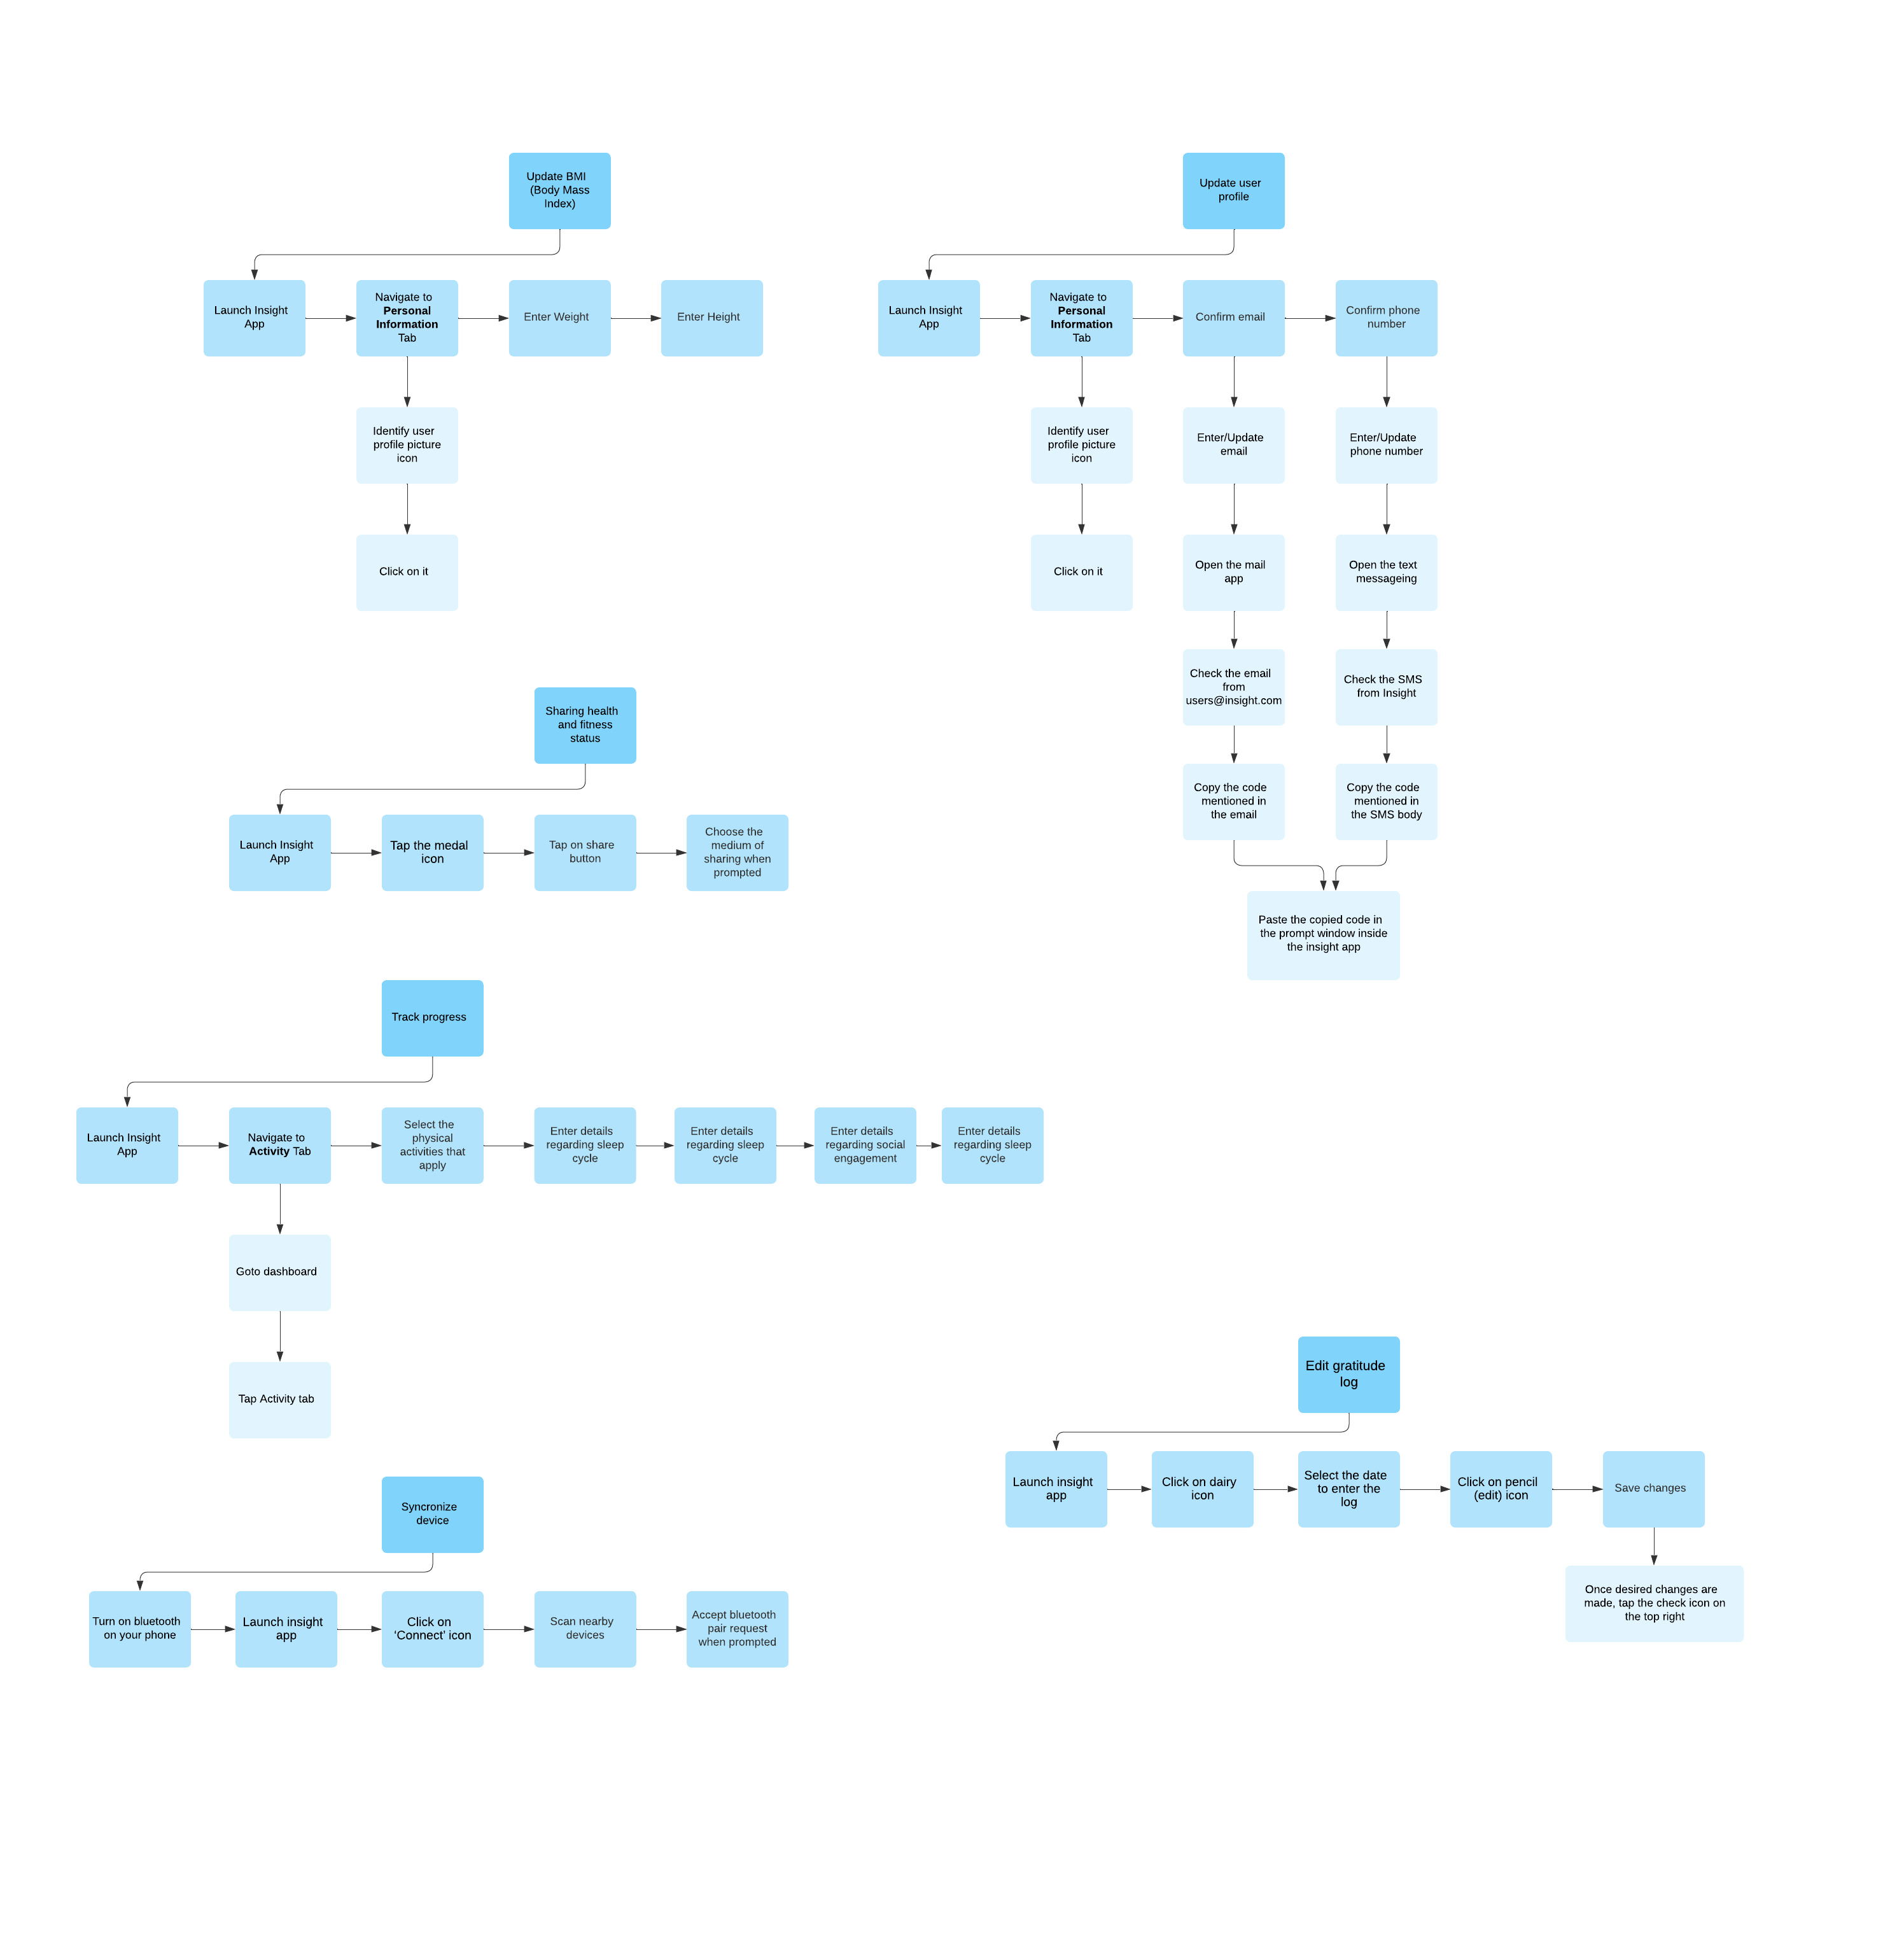 Update BMI
(Body Mass
Index)
Launch Insight
App
Navigate to
Personal
Information
Tab
Enter Weight
Enter Height
Identify user
profile picture
icon
Click on it
Update user
profile
Launch Insight
App
Navigate to
Personal
Information
Tab
Confirm email
Confirm phone
number
Identify user
profile picture
icon
Click on it
Enter/Update
email
Open the mail
app
Check the email
from
users@insight.com
Copy the code
mentioned in
the email
Enter/Update
phone number
Open the text
messageing
Check the SMS
from Insight
Copy the code
mentioned in
the SMS body
Paste the copied code in
the prompt window inside
the insight app
Sharing health
and fitness
status
Launch Insight
App
Tap the medal
icon
Tap on share
button
Choose the
medium of
sharing when
prompted
Track progress
Launch Insight
App
Navigate to
Activity Tab
Select the
physical
activities that
apply
Enter details
regarding sleep
cycle
Enter details
regarding sleep
cycle
Enter details
regarding social
engagement
Enter details
regarding sleep
cycle
Goto dashboard
Tap Activity tab
Edit gratitude
log
Launch insight
app
Click on dairy
icon
Select the date
to enter the
log
Click on pencil
(edit) icon
Save changes
Once desired changes are
made, tap the check icon on
the top right
Syncronize
device
Turn on bluetooth
on your phone
Launch insight
app
Click on
‘Connect’ icon
Scan nearby
devices
Accept bluetooth
pair request
when prompted